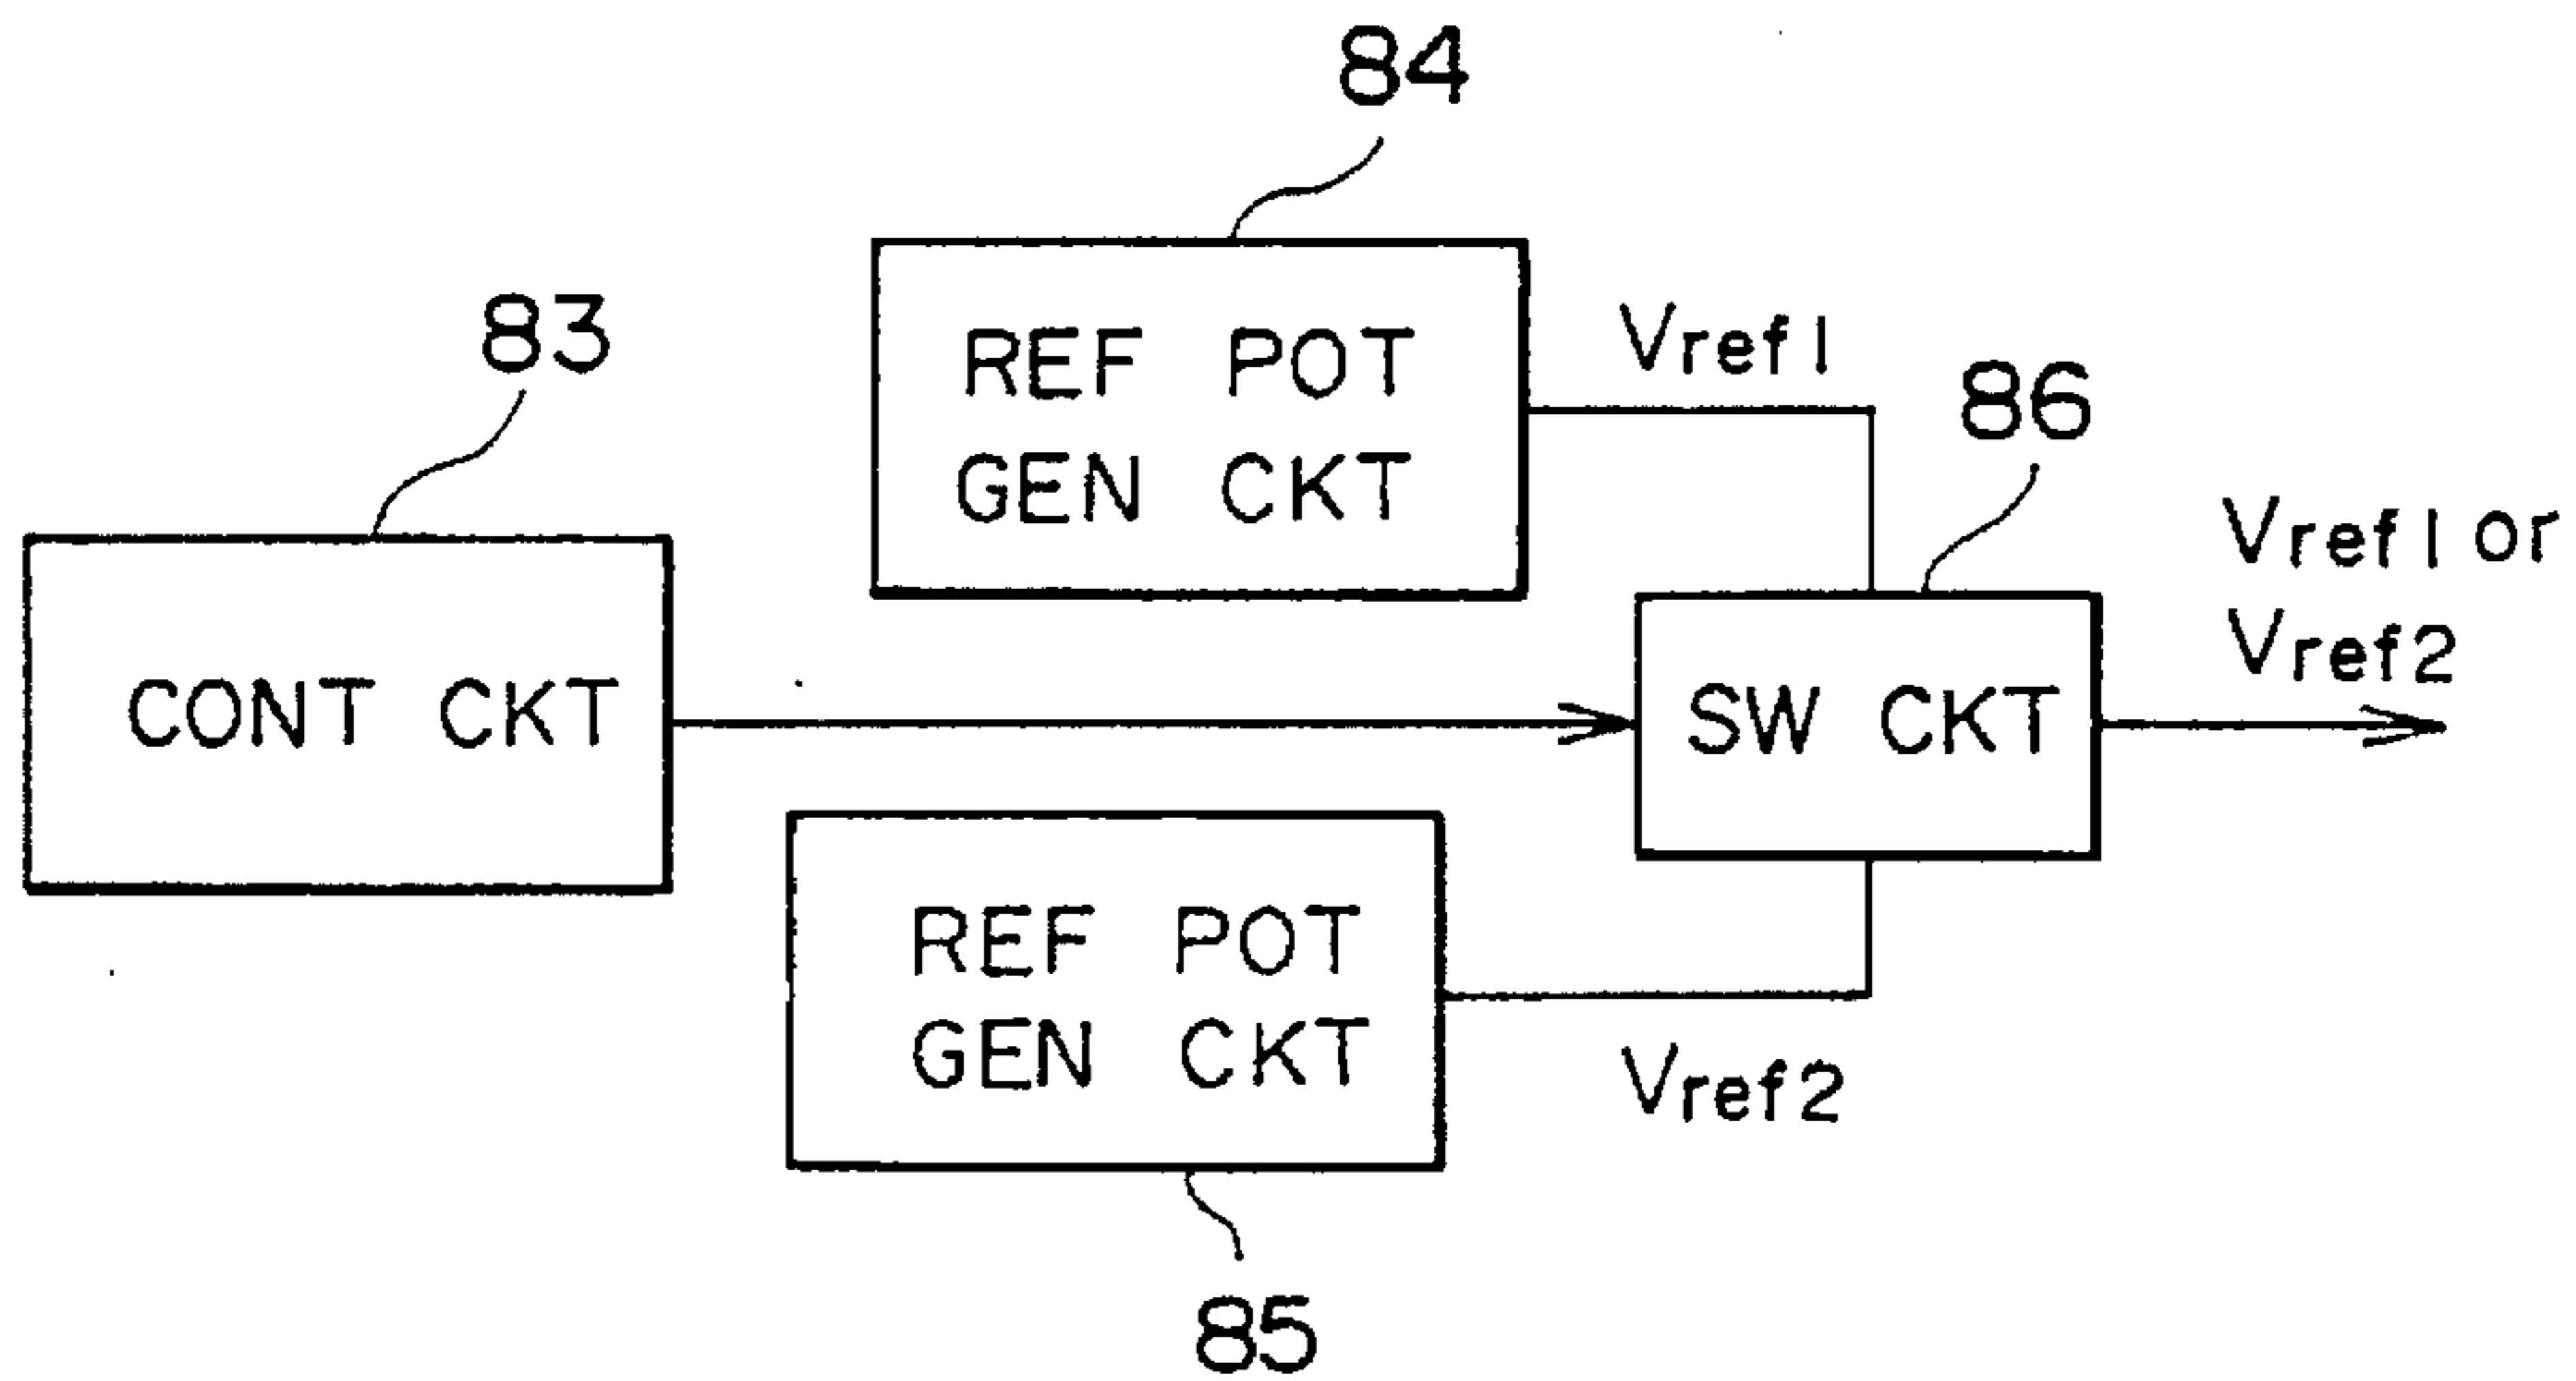 84
83
REF POT
GEN CKT
Vref1
86
Vref1 or
Vref2
CONT CKT
SW CKT
REF POT
GEN CKT
Vref2
85